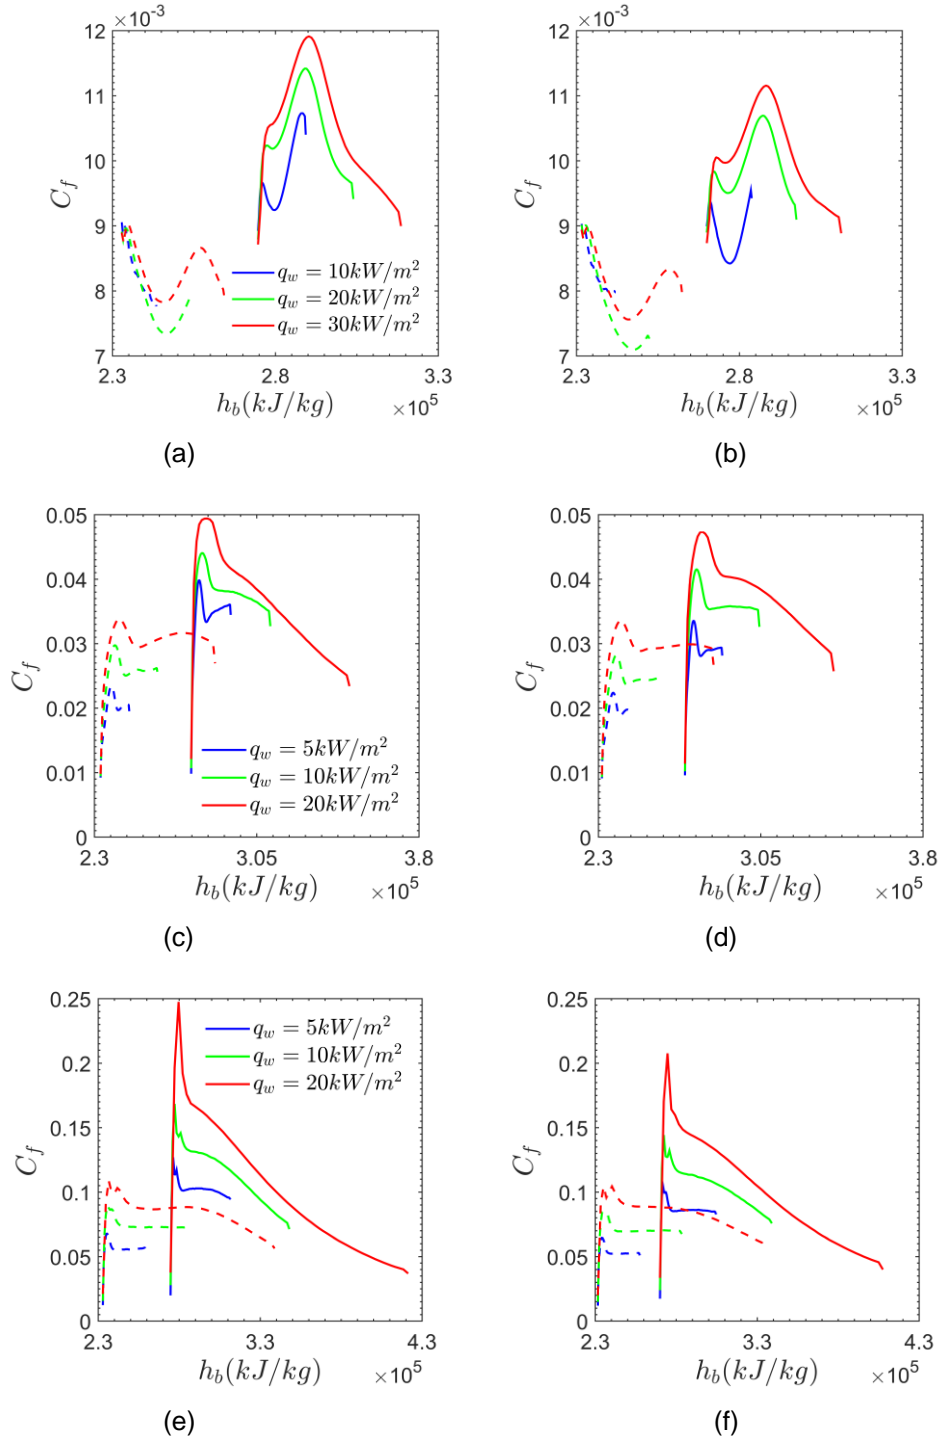 ×10⁻³
12
11
10
9
8
7
C_f
q_w = 10kW/m²
q_w = 20kW/m²
q_w = 30kW/m²
2.3
2.8
3.3
h_b(kJ/kg)
×10⁵
(a)
×10⁻³
12
11
10
9
8
7
C_f
2.3
2.8
3.3
h_b(kJ/kg)
×10⁵
(b)
0.05
0.04
0.03
0.02
0.01
0
C_f
q_w = 5kW/m²
q_w = 10kW/m²
q_w = 20kW/m²
2.3
3.05
3.8
h_b(kJ/kg)
×10⁵
(c)
0.05
0.04
0.03
0.02
0.01
0
C_f
2.3
3.05
3.8
h_b(kJ/kg)
×10⁵
(d)
0.25
0.2
0.15
0.1
0.05
0
C_f
q_w = 5kW/m²
q_w = 10kW/m²
q_w = 20kW/m²
2.3
3.3
4.3
h_b(kJ/kg)
×10⁵
(e)
0.25
0.2
0.15
0.1
0.05
0
C_f
2.3
3.3
4.3
h_b(kJ/kg)
×10⁵
(f)